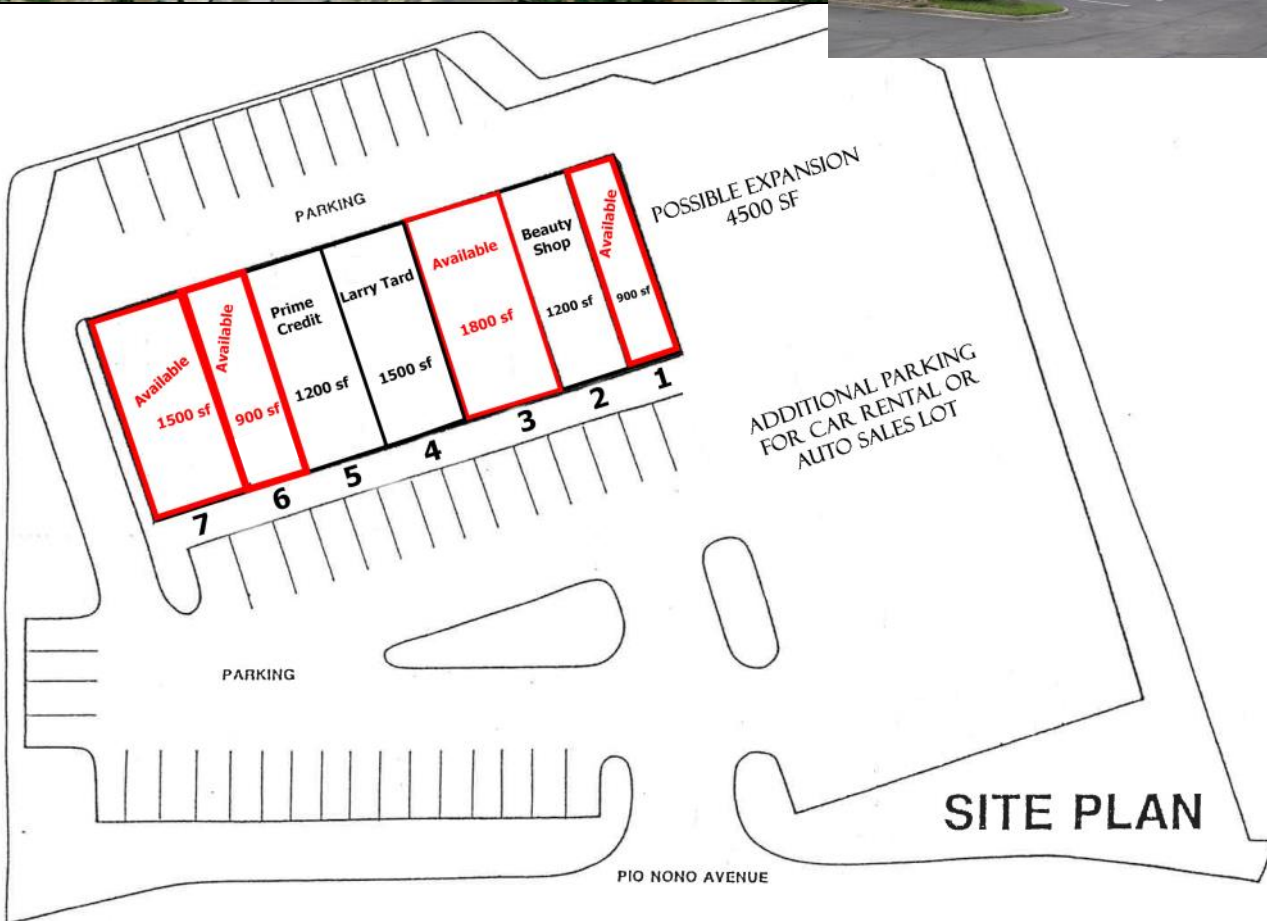 POSSIBLE EXPANSION
4500 SF
PARKING
Available
1500 sf
Available
900 sf
Prime
Credit
1200 sf
Larry Tard
1500 sf
Available
1800 sf
Beauty
Shop
1200 sf
Available
900 sf
7
6
5
4
3
2
1
ADDITIONAL PARKING
FOR CAR RENTAL OR
AUTO SALES LOT
PARKING
SITE PLAN
PIO NONO AVENUE